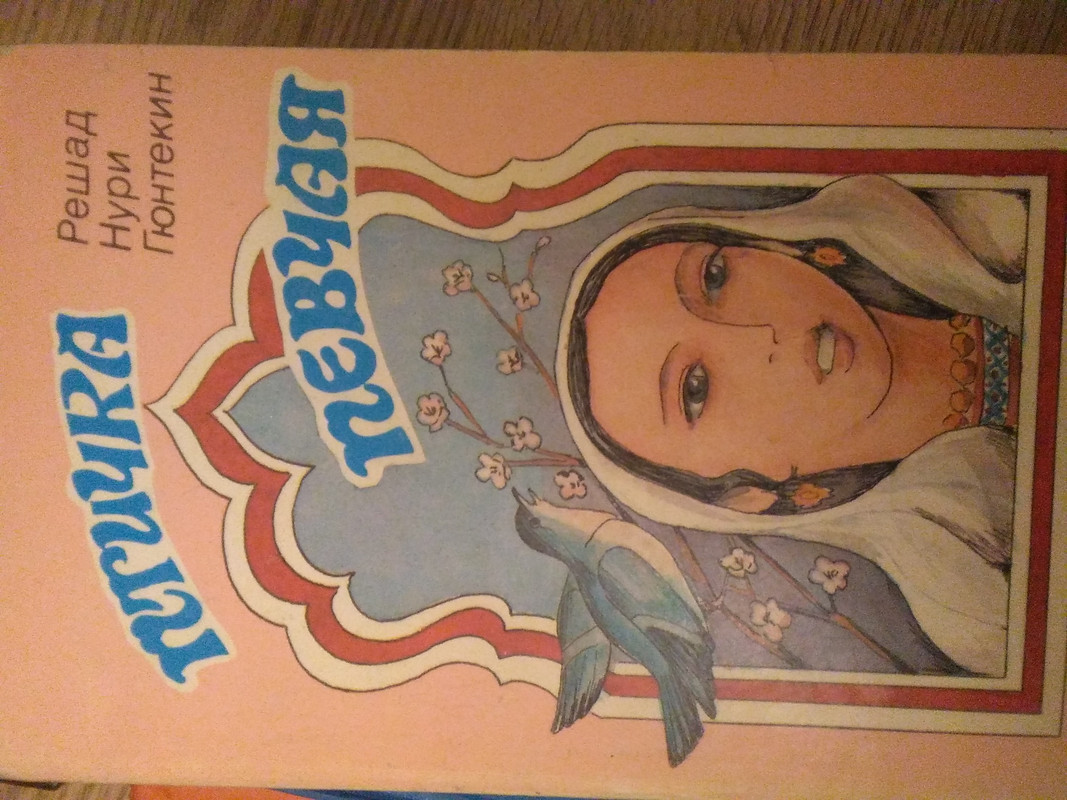 Решад
Нури
Гюнтекин
ПТИЧКА
ПЕВЧАЯ